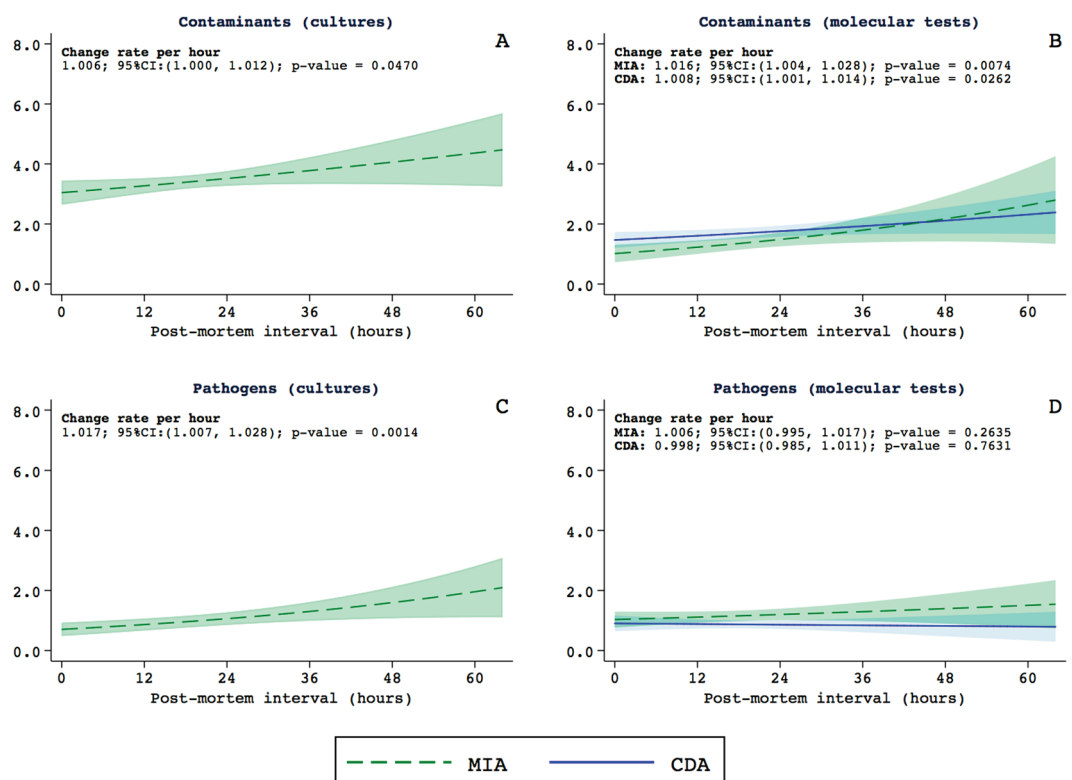 Contaminants (cultures)
A
8.0
6.0
4.0
2.0
0.0
Change rate per hour
1.006; 95%CI:(1.000, 1.012); p-value = 0.0470
0 12 24 36 48 60
Post-mortem interval (hours)
Contaminants (molecular tests)
B
8.0
6.0
4.0
2.0
0.0
Change rate per hour
MIA: 1.016; 95%CI:(1.004, 1.028); p-value = 0.0074
CDA: 1.008; 95%CI:(1.001, 1.014); p-value = 0.0262
0 12 24 36 48 60
Post-mortem interval (hours)
Pathogens (cultures)
C
8.0
6.0
4.0
2.0
0.0
Change rate per hour
1.017; 95%CI:(1.007, 1.028); p-value = 0.0014
0 12 24 36 48 60
Post-mortem interval (hours)
Pathogens (molecular tests)
D
8.0
6.0
4.0
2.0
0.0
Change rate per hour
MIA: 1.006; 95%CI:(0.995, 1.017); p-value = 0.2635
CDA: 0.998; 95%CI:(0.985, 1.011); p-value = 0.7631
0 12 24 36 48 60
Post-mortem interval (hours)
MIA CDA